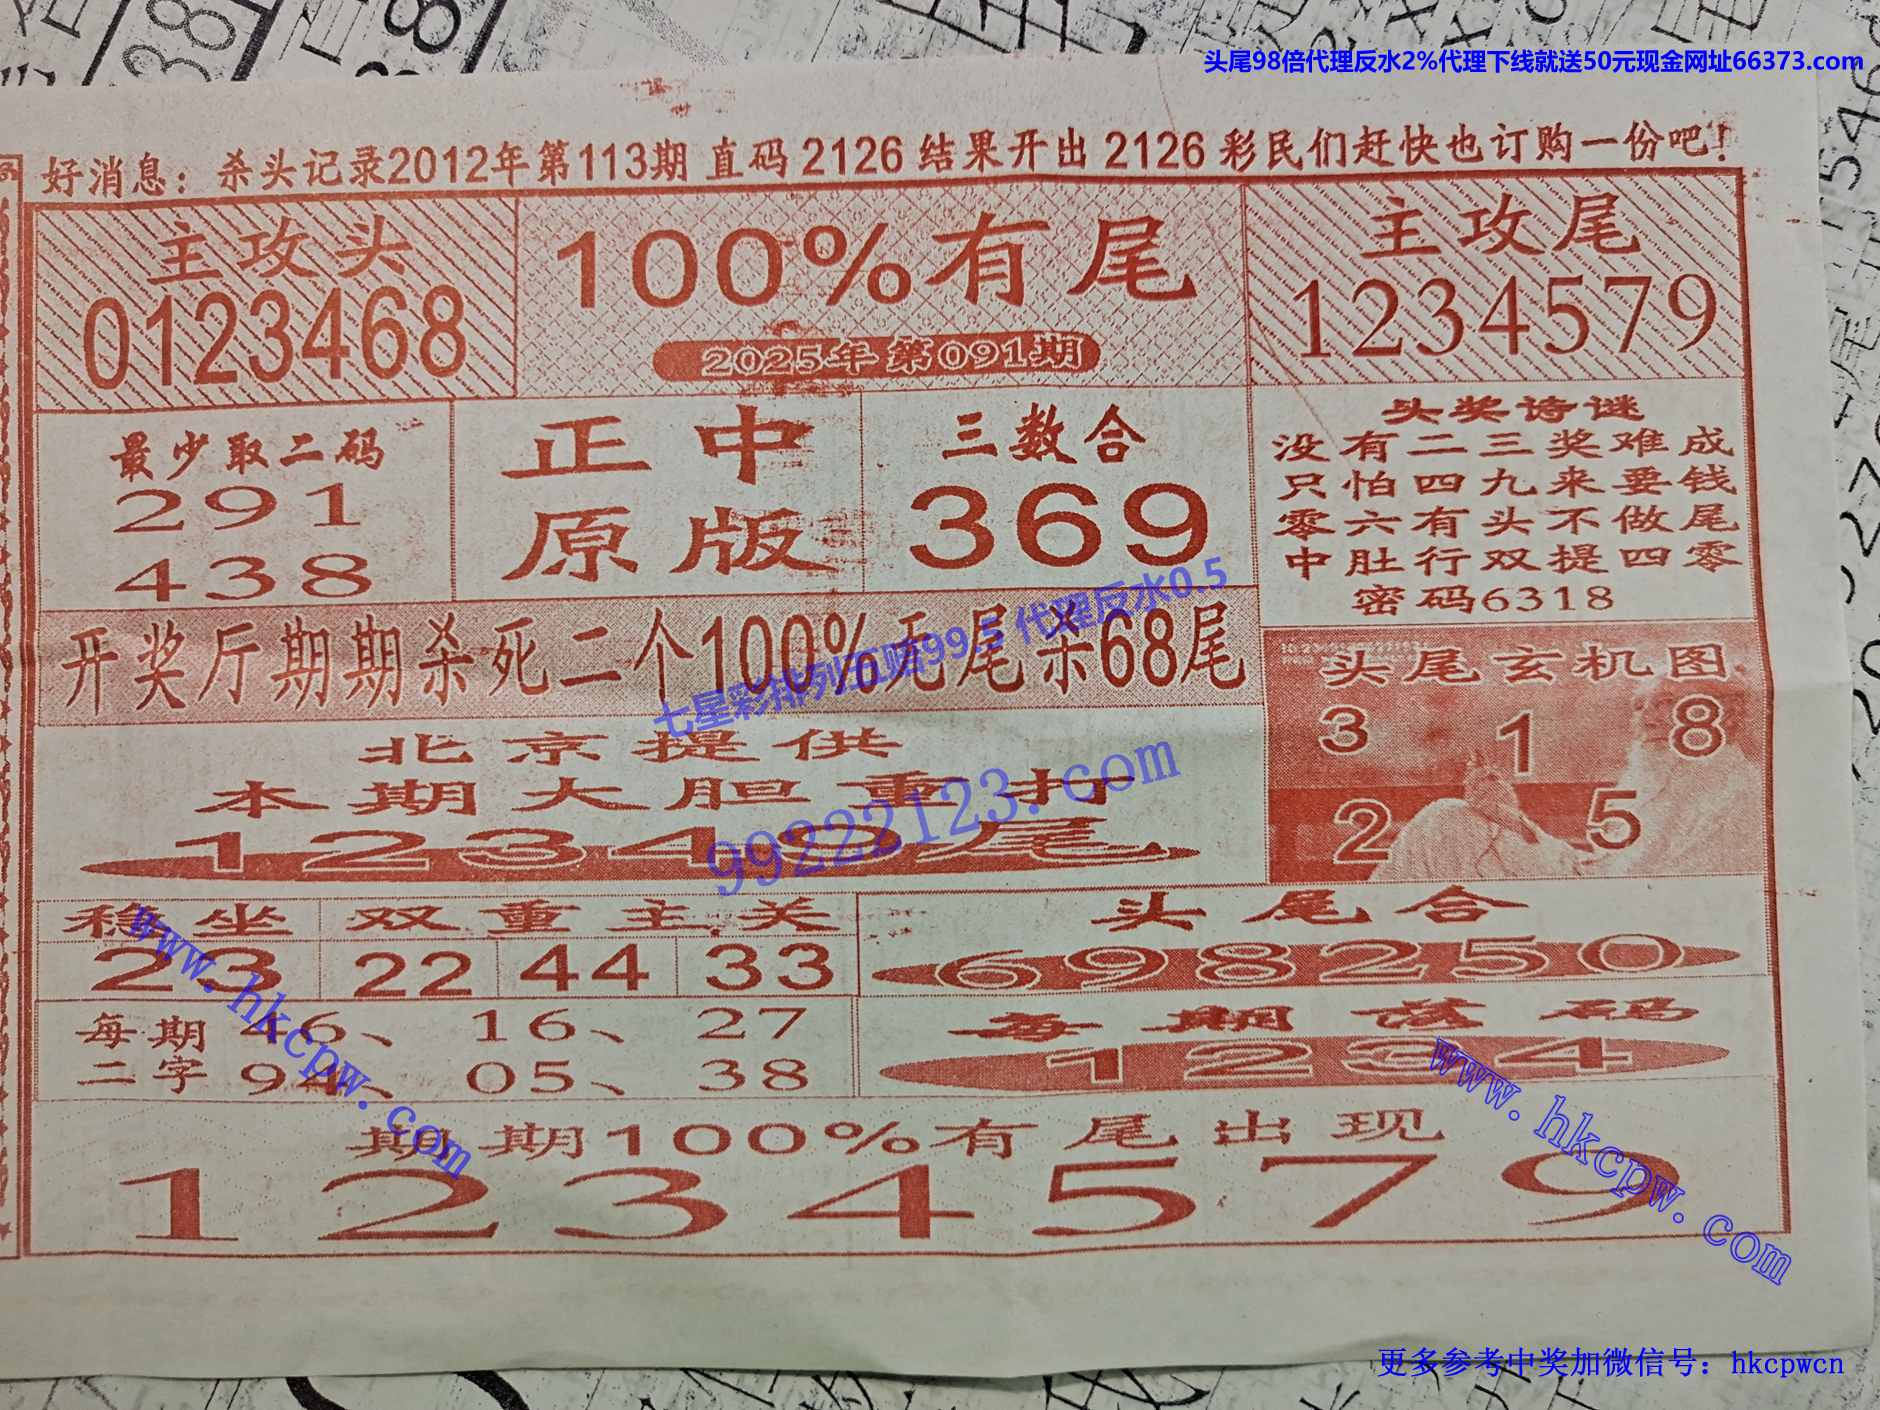 头尾98倍代理反水2%代理下线就送50元现金网址66373.com
好消息：杀头记录2012年第113期 直码 2126 结果开出 2126 彩民们赶快也订购一份吧！
主攻头
0123468
100%有尾
2025年第091期
主攻尾
1234579
最少取二码
291
438
正中
原版
三数合
369
头奖诗谜
没有二三奖难成
只怕四九来要钱
零六有头不做尾
中肚行双提四零
密码6318
开奖厅期期杀死二个100%无尾杀68尾
七星彩排列五赔99.5 代理反水0.5
头尾玄机图
3 1 8
2 5
北京提供
本期大胆重打
12349尾
99222123.com
稳坐
23
双重主关
22 44 33
头尾合
698250
每期 46、 16、 27
二字 94、 05、 38
每期落码
1234
www.hkcpw.com
www.hkcpw.com
期期100%有尾出现
1234579
更多参考中奖加微信号：hkcpwcn